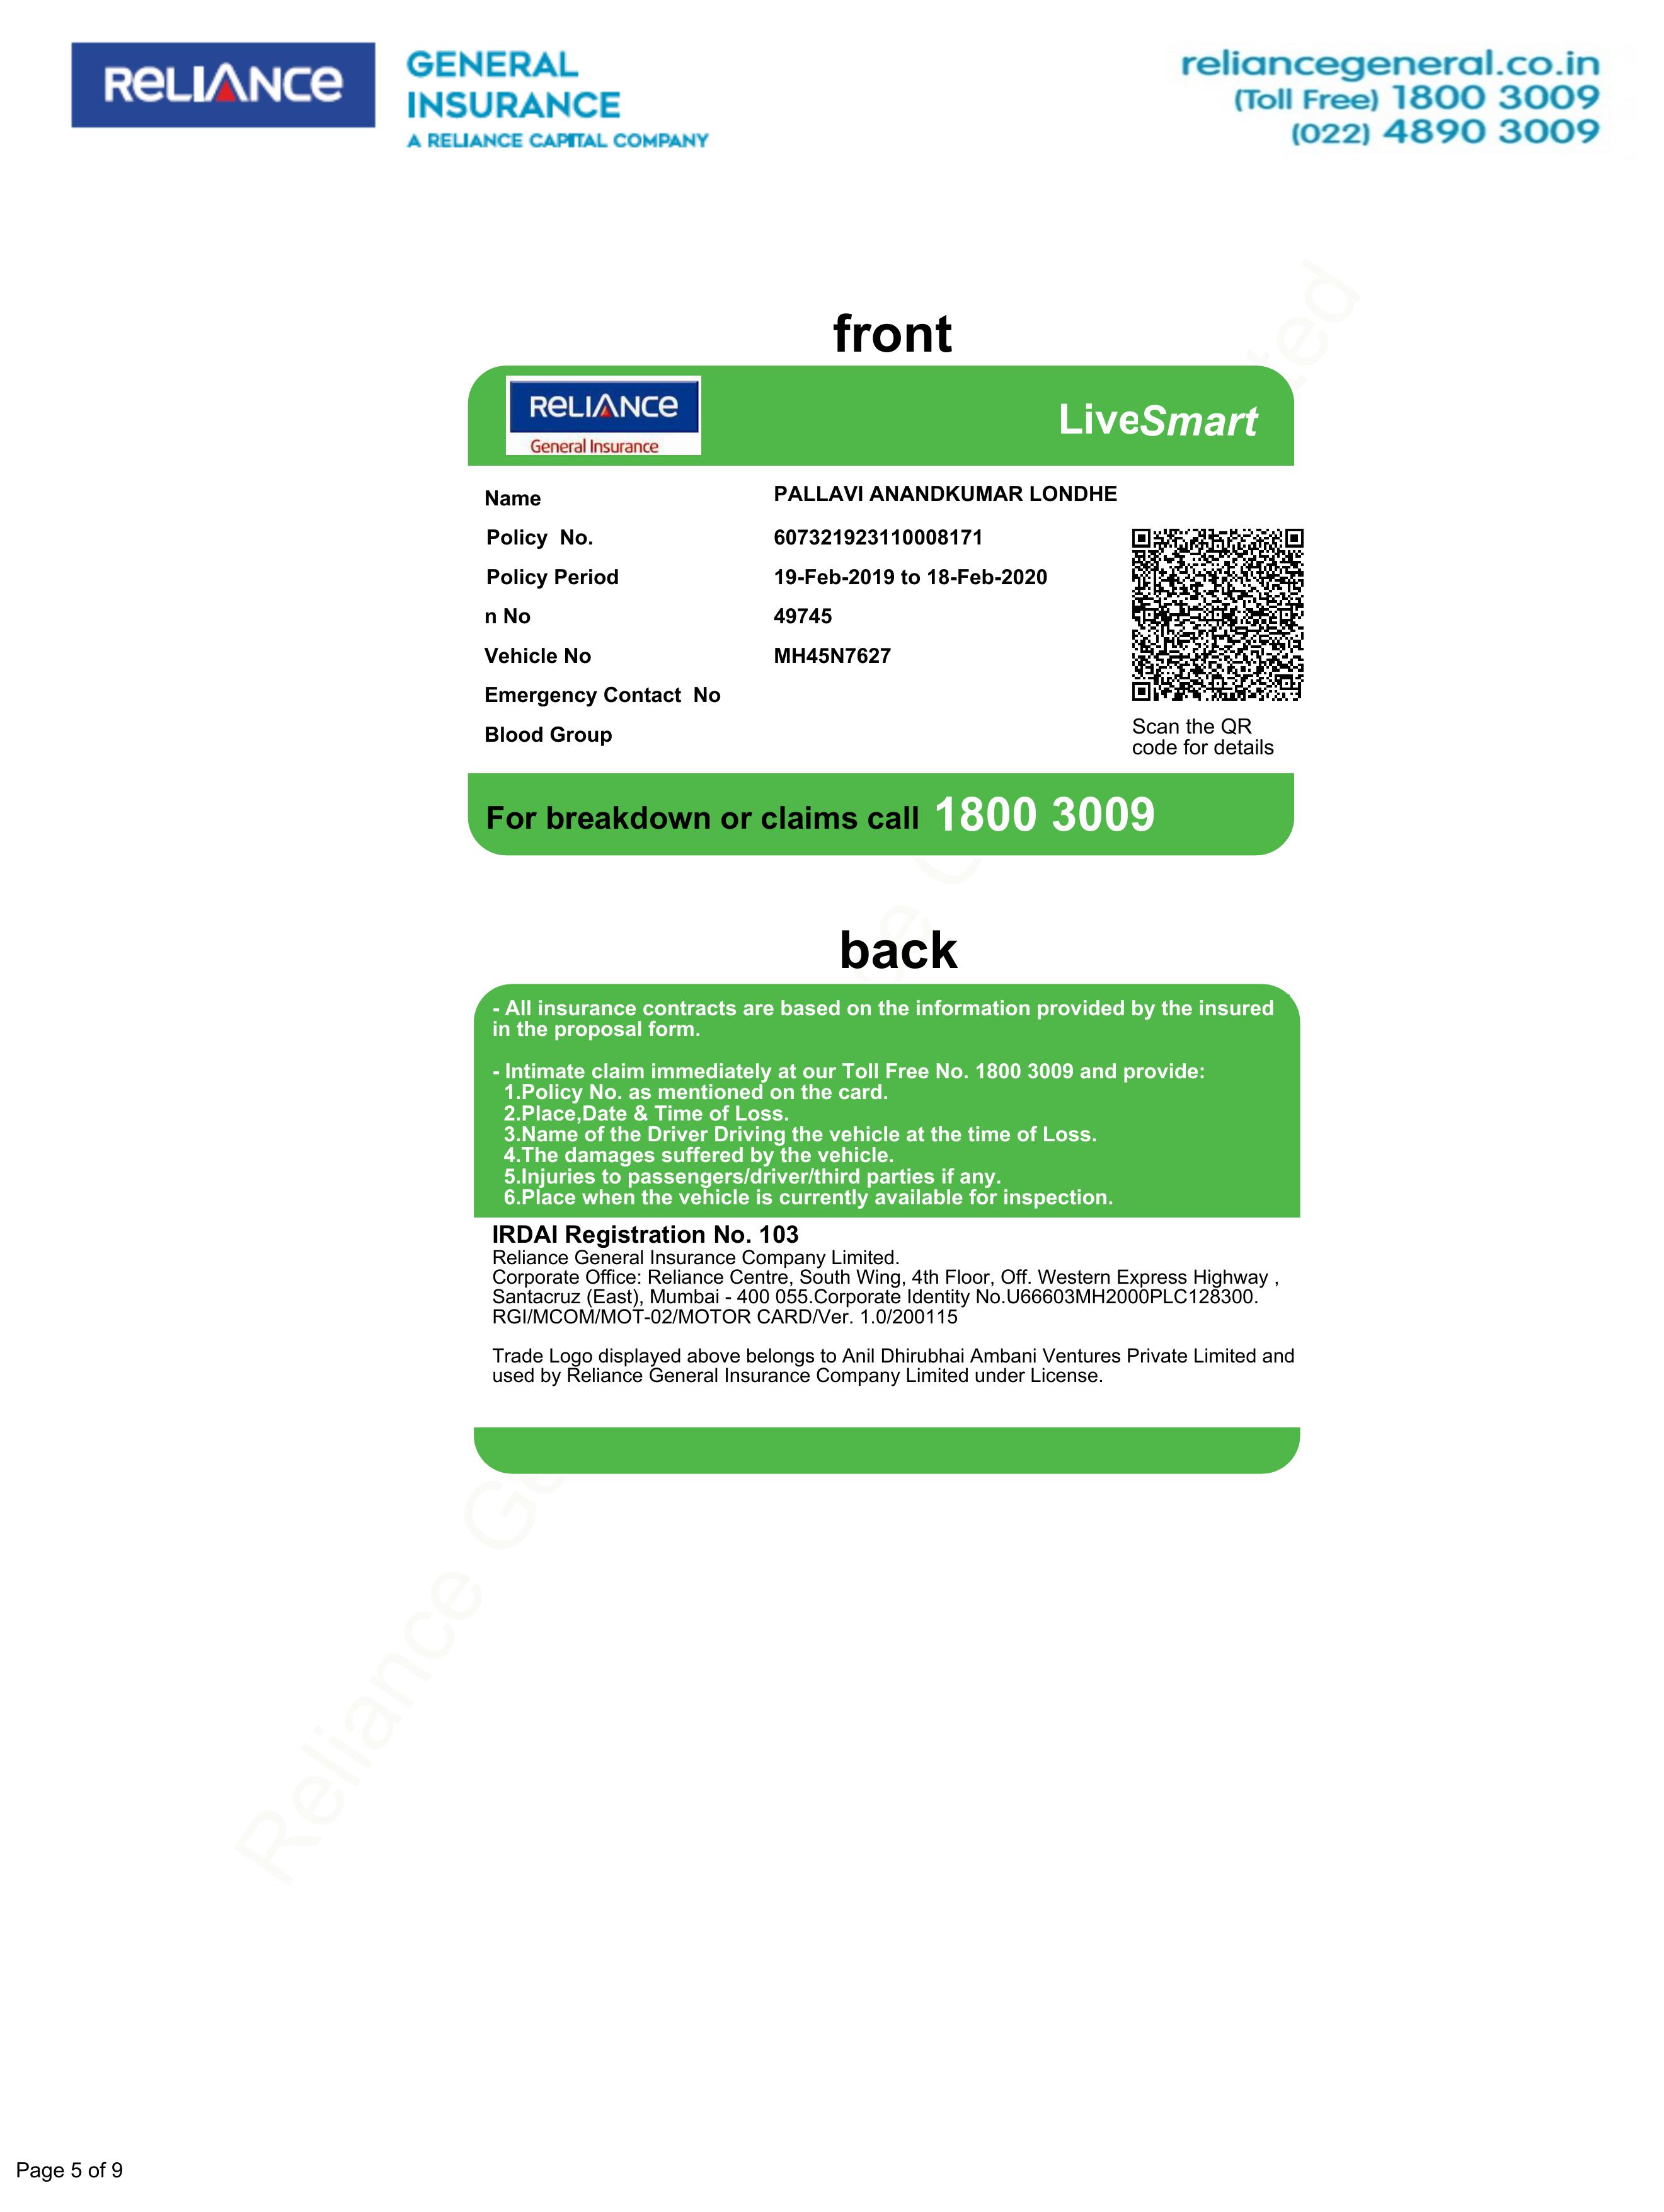 RELIANCE
GENERAL
INSURANCE
A RELIANCE CAPITAL COMPANY
reliancegeneral.co.in
(Toll Free) 1800 3009
(022) 4890 3009
front
RELIANCE
General Insurance
LiveSmart
Name PALLAVI ANANDKUMAR LONDHE
Policy No. 607321923110008171
Policy Period 19-Feb-2019 to 18-Feb-2020
n No 49745
Vehicle No MH45N7627
Emergency Contact No
Blood Group
Scan the QR
code for details
For breakdown or claims call 1800 3009
back
- All insurance contracts are based on the information provided by the insured
in the proposal form.
- Intimate claim immediately at our Toll Free No. 1800 3009 and provide:
1.Policy No. as mentioned on the card.
2.Place,Date & Time of Loss.
3.Name of the Driver Driving the vehicle at the time of Loss.
4.The damages suffered by the vehicle.
5.Injuries to passengers/driver/third parties if any.
6.Place when the vehicle is currently available for inspection.
IRDAI Registration No. 103
Reliance General Insurance Company Limited.
Corporate Office: Reliance Centre, South Wing, 4th Floor, Off. Western Express Highway ,
Santacruz (East), Mumbai - 400 055.Corporate Identity No.U66603MH2000PLC128300.
RGI/MCOM/MOT-02/MOTOR CARD/Ver. 1.0/200115
Trade Logo displayed above belongs to Anil Dhirubhai Ambani Ventures Private Limited and
used by Reliance General Insurance Company Limited under License.
Reliance
Page 5 of 9